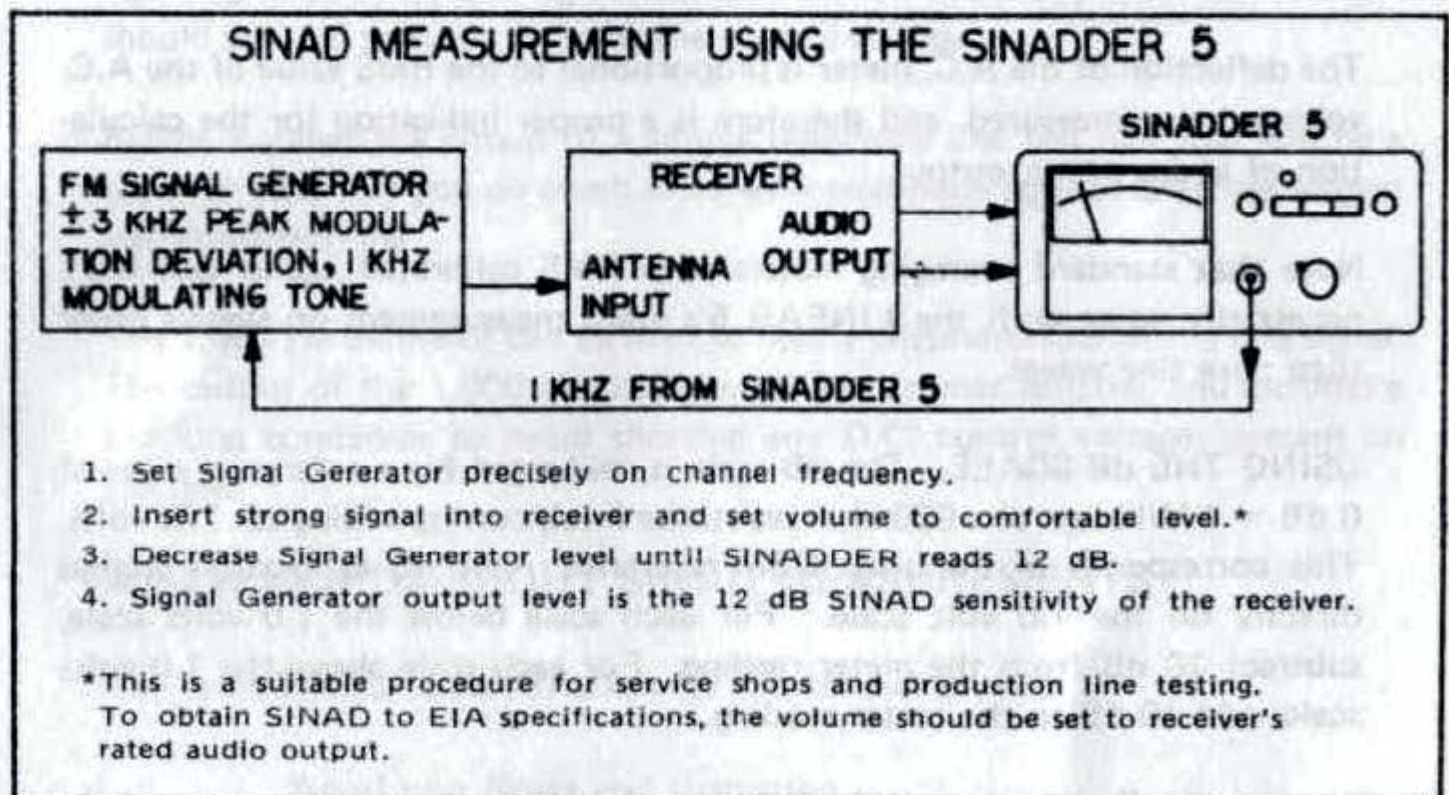 SINAD MEASUREMENT USING THE SINADDER 5
SINADDER 5
FM SIGNAL GENERATOR
±3 KHZ PEAK MODULA-
TION DEVIATION, 1 KHZ
MODULATING TONE
RECEIVER
AUDIO
OUTPUT
ANTENNA
INPUT
1 KHZ FROM SINADDER 5
1. Set Signal Gererator precisely on channel frequency.
2. Insert strong signal into receiver and set volume to comfortable level.*
3. Decrease Signal Generator level until SINADDER reads 12 dB.
4. Signal Generator output level is the 12 dB SINAD sensitivity of the receiver.
*This is a suitable procedure for service shops and production line testing.
To obtain SINAD to EIA specifications, the volume should be set to receiver's
rated audio output.